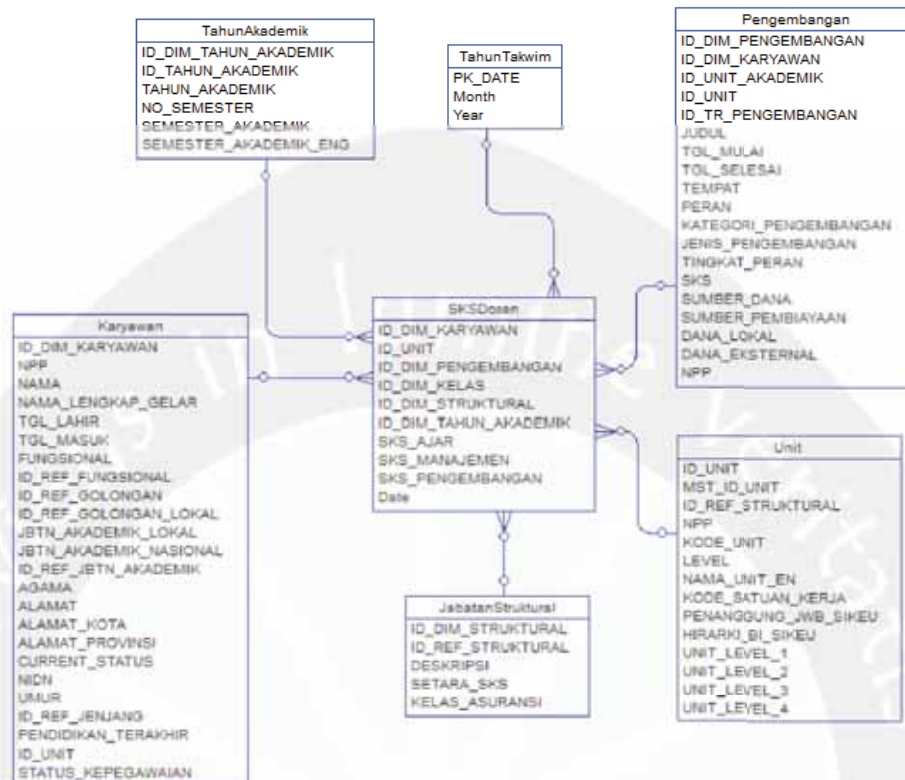 TahunAkademik
ID_DIM_TAHUN_AKADEMIK
ID_TAHUN_AKADEMIK
TAHUN_AKADEMIK
NO_SEMESTER
SEMESTER_AKADEMIK
SEMESTER_AKADEMIK_ENG
TahunTakwim
PK_DATE
Month
Year
Pengembangan
ID_DIM_PENGEMBANGAN
ID_DIM_KARYAWAN
ID_UNIT_AKADEMIK
ID_UNIT
ID_TR_PENGEMBANGAN
JUDUL
TGL_MULAI
TGL_SELESAI
TEMPAT
PERAN
KATEGORI_PENGEMBANGAN
JENIS_PENGEMBANGAN
TINGKAT_PERAN
SKS
SUMBER_DANA
SUMBER_PEMBIAYAAN
DANA_LOKAL
DANA_EKSTERNAL
NPP
Karyawan
ID_DIM_KARYAWAN
NPP
NAMA
NAMA_LENGKAP_GELAR
TGL_LAHIR
TGL_MASUK
FUNGSIONAL
ID_REF_FUNGSIONAL
ID_REF_GOLONGAN
ID_REF_GOLONGAN_LOKAL
JBTN_AKADEMIK_LOKAL
JBTN_AKADEMIK_NASIONAL
ID_REF_JBTN_AKADEMIK
AGAMA
ALAMAT
ALAMAT_KOTA
ALAMAT_PROVINSI
CURRENT_STATUS
NIDN
UMUR
ID_REF_JENJANG
PENDIDIKAN_TERAKHIR
ID_UNIT
STATUS_KEPEGAWAIAN
SKSDosen
ID_DIM_KARYAWAN
ID_UNIT
ID_DIM_PENGEMBANGAN
ID_DIM_KELAS
ID_DIM_STRUKTURAL
ID_DIM_TAHUN_AKADEMIK
SKS_AJAR
SKS_MANAJEMEN
SKS_PENGEMBANGAN
Date
JabatanStruktural
ID_DIM_STRUKTURAL
ID_REF_STRUKTURAL
DESKRIPSI
SETARA_SKS
KELAS_ASURANSI
Unit
ID_UNIT
MST_ID_UNIT
ID_REF_STRUKTURAL
NPP
KODE_UNIT
LEVEL
NAMA_UNIT_EN
KODE_SATUAN_KERJA
PENANGGUNG_JWB_SIKEU
HIRARKI_BI_SIKEU
UNIT_LEVEL_1
UNIT_LEVEL_2
UNIT_LEVEL_3
UNIT_LEVEL_4